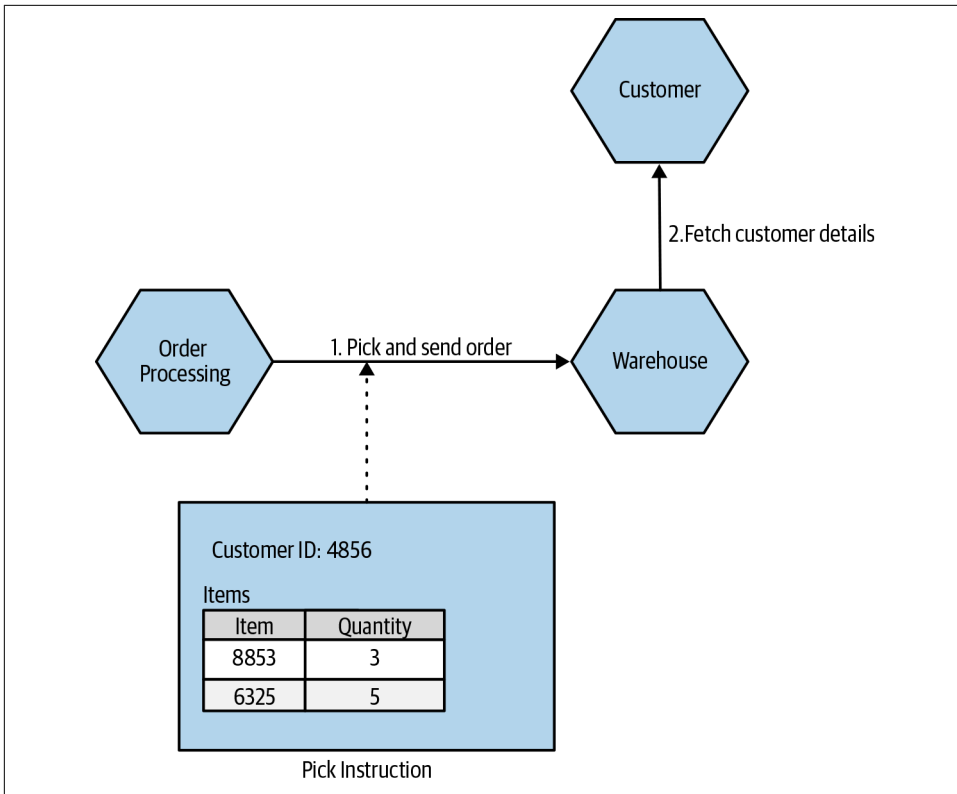 Customer
2.Fetch customer details
Order
Processing
1. Pick and send order
Warehouse
Customer ID: 4856
Items
Item Quantity
8853 3
6325 5
Pick Instruction